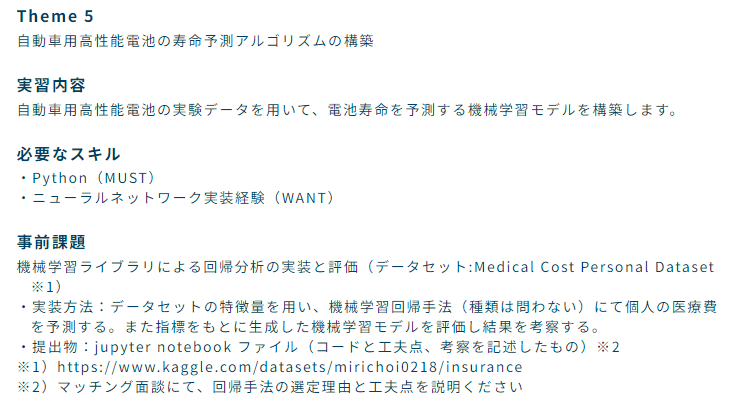 Theme 5
自動車用高性能電池の寿命予測アルゴリズムの構築
実習内容
自動車用高性能電池の実験データを用いて、電池寿命を予測する機械学習モデルを構築します。
必要なスキル
・Python（MUST）
・ニューラルネットワーク実装経験（WANT）
事前課題
機械学習ライブラリによる回帰分析の実装と評価（データセット:Medical Cost Personal Dataset
※1）
・実装方法：データセットの特徴量を用い、機械学習回帰手法（種類は問わない）にて個人の医療費
を予測する。また指標をもとに生成した機械学習モデルを評価し結果を考察する。
・提出物：jupyter notebook ファイル（コードと工夫点、考察を記述したもの）※2
※1）https://www.kaggle.com/datasets/mirichoi0218/insurance
※2）マッチング面談にて、回帰手法の選定理由と工夫点を説明ください